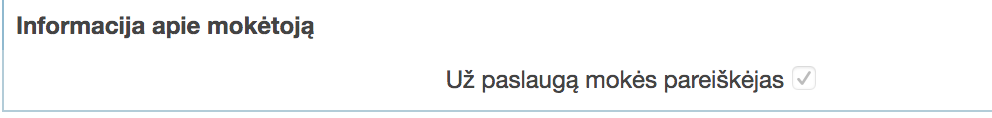 Informacija apie mokėtoją
Už paslaugą mokės pareiškėjas